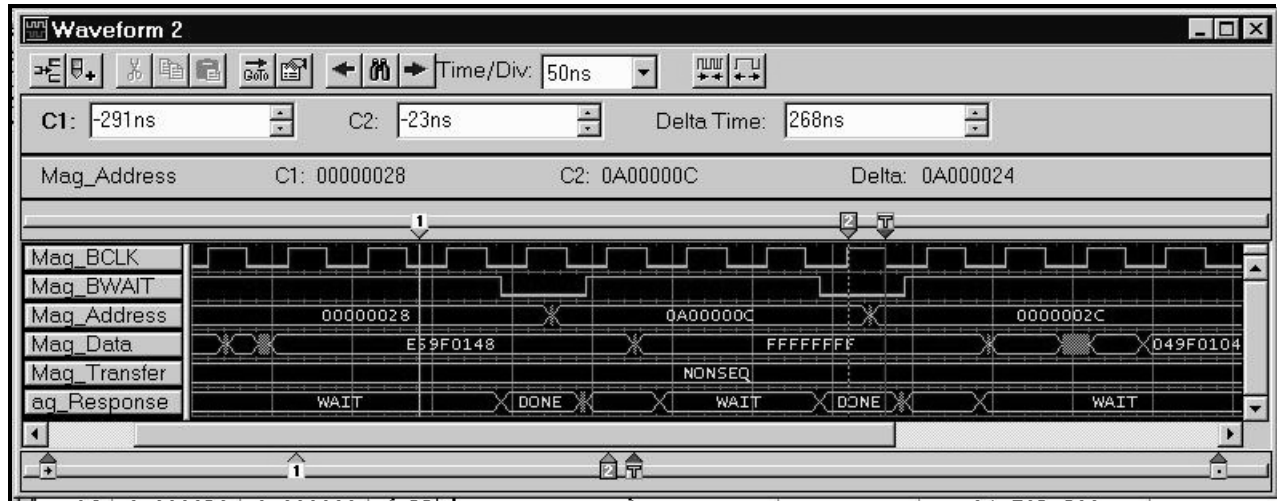 Waveform 2
GoTo Time/Div: 50ns
C1: -291ns C2: -23ns Delta Time: 268ns
Mag_Address C1: 00000028 C2: 0A00000C Delta: 0A000024
1 2 T
Mag_BCLK
Mag_BWAIT
Mag_Address 00000028 0A00000C 0000002C
Mag_Data E59F0148 FFFFFFFF 049F0104
Mag_Transfer NONSEQ
ag_Response WAIT DONE WAIT DONE WAIT
1 2 T